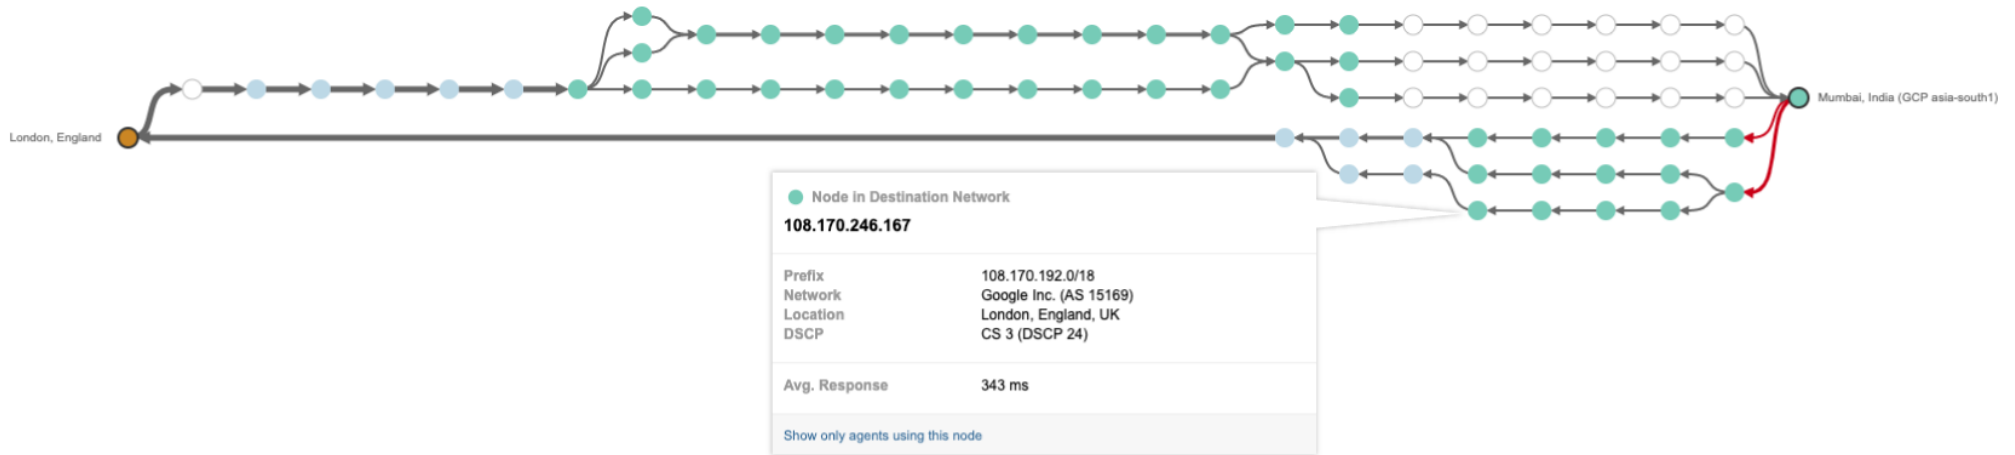 Mumbai, India (GCP asia-south1)
London, England
Node in Destination Network
108.170.246.167
Prefix 108.170.192.0/18
Network Google Inc. (AS 15169)
Location London, England, UK
DSCP CS 3 (DSCP 24)
Avg. Response 343 ms
Show only agents using this node